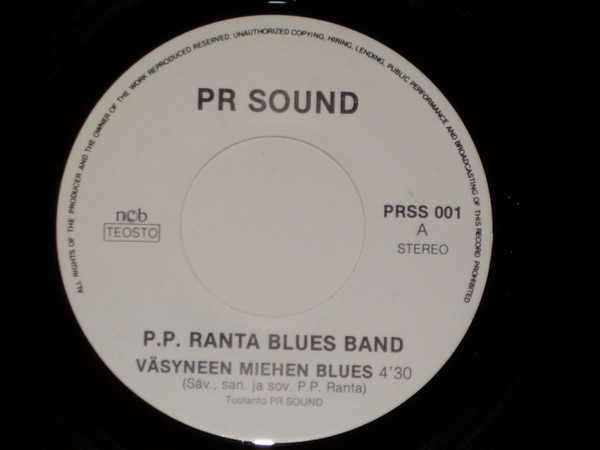 ALL RIGHTS OF THE PRODUCER AND THE OWNER OF THE WORK REPRODUCED RESERVED. UNAUTHORIZED COPYING, HIRING, LENDING, PUBLIC PERFORMANCE AND BROADCASTING OF THIS RECORD PROHIBITED
PR SOUND
ncb
TEOSTO
PRSS 001
A
STEREO
P.P. RANTA BLUES BAND
VÄSYNEEN MIEHEN BLUES 4'30
(Säv., san. ja sov. P.P. Ranta)
Tuotanto PR SOUND